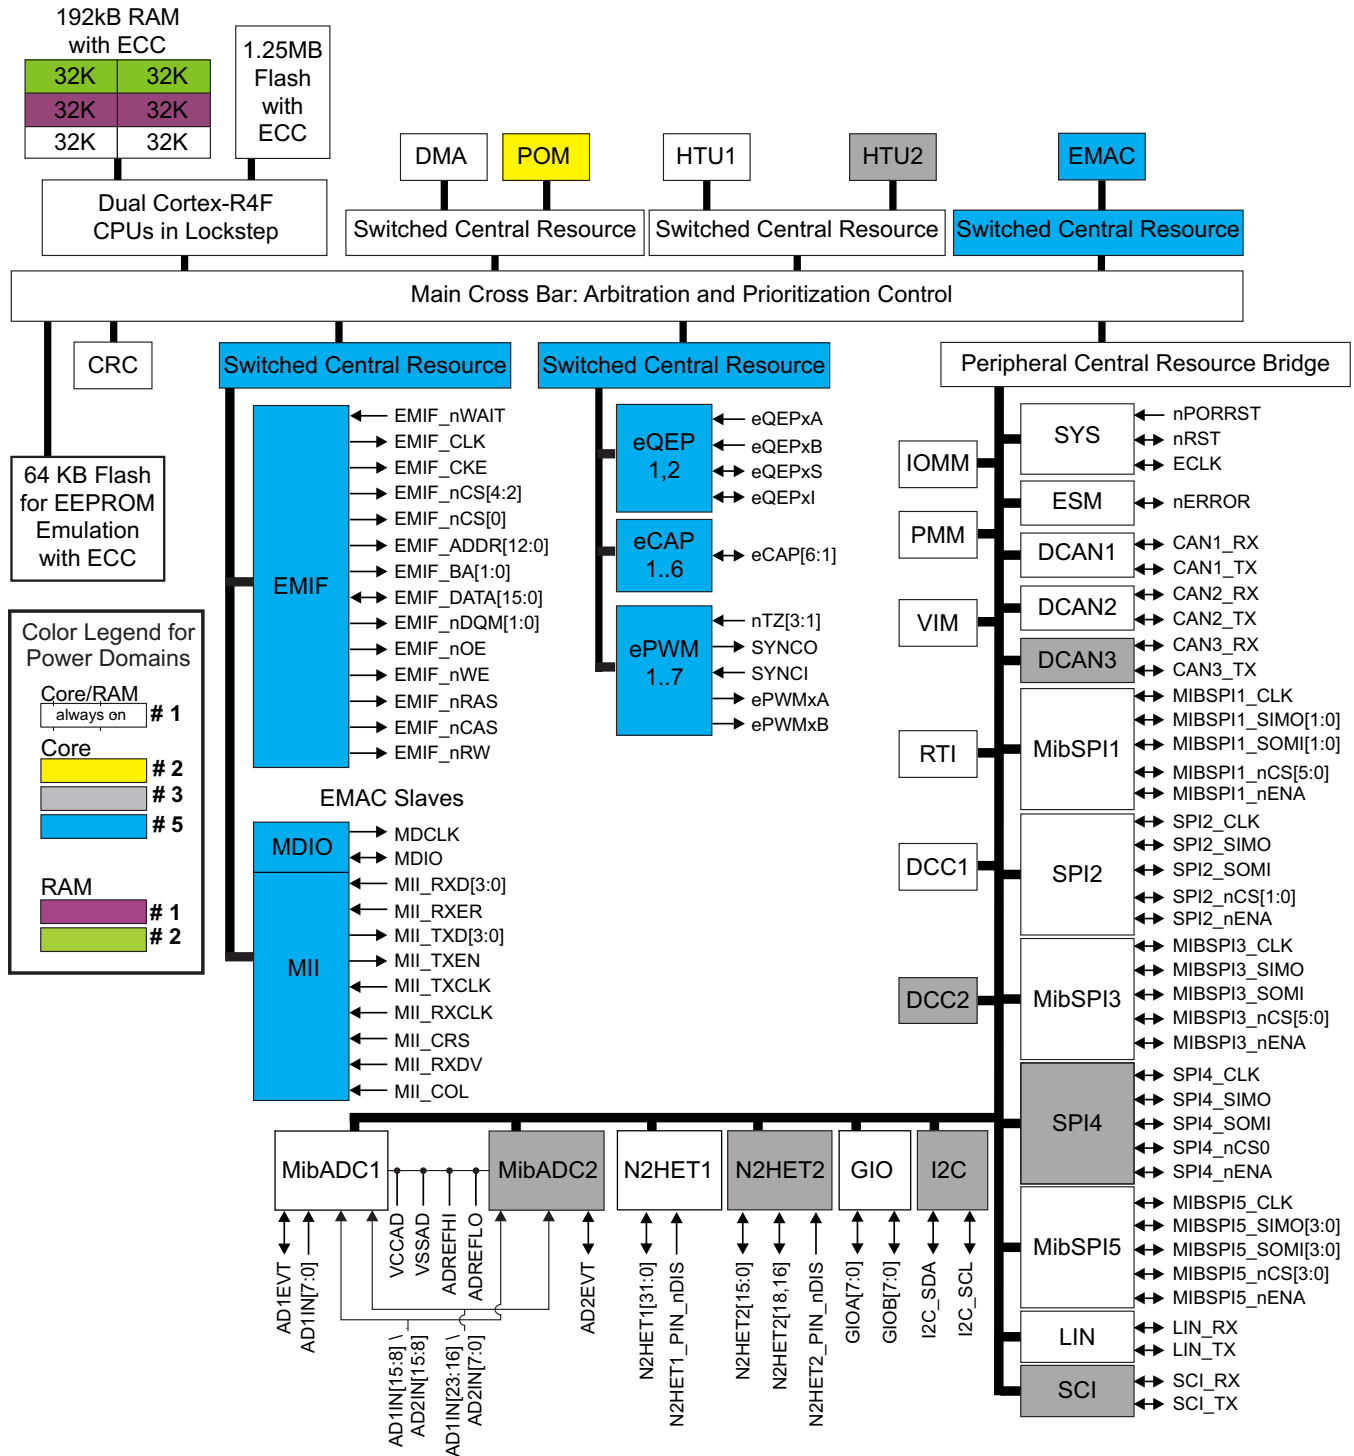 192kB RAM
with ECC
32K 32K
32K 32K
32K 32K
1.25MB
Flash
with
ECC
DMA
POM
HTU1
HTU2
EMAC
Dual Cortex-R4F
CPUs in Lockstep
Switched Central Resource
Switched Central Resource
Switched Central Resource
Main Cross Bar: Arbitration and Prioritization Control
CRC
Switched Central Resource
Switched Central Resource
Peripheral Central Resource Bridge
64 KB Flash
for EEPROM
Emulation
with ECC
Color Legend for
Power Domains
Core/RAM
always on
# 1
Core
# 2
# 3
# 5
RAM
# 1
# 2
EMIF
EMIF_nWAIT
EMIF_CLK
EMIF_CKE
EMIF_nCS[4:2]
EMIF_nCS[0]
EMIF_ADDR[12:0]
EMIF_BA[1:0]
EMIF_DATA[15:0]
EMIF_nDQM[1:0]
EMIF_nOE
EMIF_nWE
EMIF_nRAS
EMIF_nCAS
EMIF_nRW
EMAC Slaves
MDIO
MDCLK
MDIO
MII
MII_RXD[3:0]
MII_RXER
MII_TXD[3:0]
MII_TXEN
MII_TXCLK
MII_RXCLK
MII_CRS
MII_RXDV
MII_COL
eQEP
1,2
eQEPxA
eQEPxB
eQEPxS
eQEPxI
eCAP
1..6
eCAP[6:1]
ePWM
1..7
nTZ[3:1]
SYNCO
SYNCI
ePWMxA
ePWMxB
IOMM
PMM
VIM
RTI
DCC1
DCC2
SYS
nPORRST
nRST
ECLK
ESM
nERROR
DCAN1
CAN1_RX
CAN1_TX
DCAN2
CAN2_RX
CAN2_TX
DCAN3
CAN3_RX
CAN3_TX
MibSPI1
MIBSPI1_CLK
MIBSPI1_SIMO[1:0]
MIBSPI1_SOMI[1:0]
MIBSPI1_nCS[5:0]
MIBSPI1_nENA
SPI2
SPI2_CLK
SPI2_SIMO
SPI2_SOMI
SPI2_nCS[1:0]
SPI2_nENA
MibSPI3
MIBSPI3_CLK
MIBSPI3_SIMO
MIBSPI3_SOMI
MIBSPI3_nCS[5:0]
MIBSPI3_nENA
SPI4
SPI4_CLK
SPI4_SIMO
SPI4_SOMI
SPI4_nCS0
SPI4_nENA
MibSPI5
MIBSPI5_CLK
MIBSPI5_SIMO[3:0]
MIBSPI5_SOMI[3:0]
MIBSPI5_nCS[3:0]
MIBSPI5_nENA
LIN
LIN_RX
LIN_TX
SCI
SCI_RX
SCI_TX
MibADC1
MibADC2
N2HET1
N2HET2
GIO
I2C
AD1EVT
AD1IN[7:0]
VCCAD
VSSAD
ADREFHI
ADREFLO
AD1IN[15:8] \
AD2IN[15:8]
AD1IN[23:16] \
AD2IN[7:0]
AD2EVT
N2HET1[31:0]
N2HET1_PIN_nDIS
N2HET2[15:0]
N2HET2[18,16]
N2HET2_PIN_nDIS
GIOA[7:0]
GIOB[7:0]
I2C_SDA
I2C_SCL